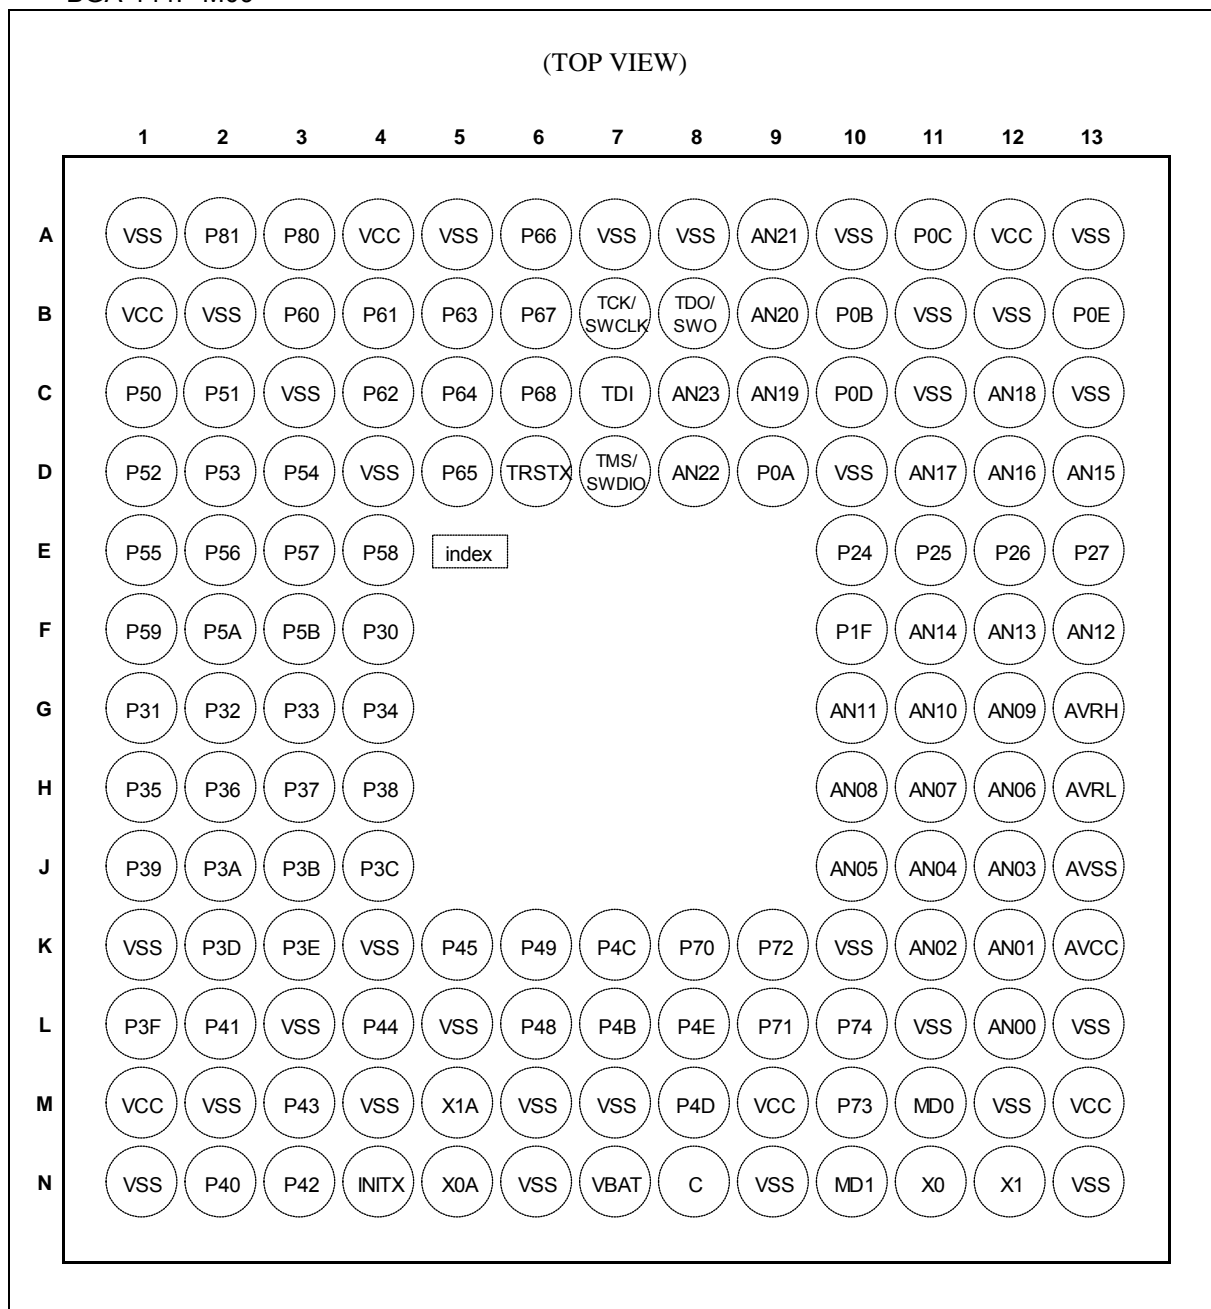 (TOP VIEW)
1 2 3 4 5 6 7 8 9 10 11 12 13
A VSS P81 P80 VCC VSS P66 VSS VSS AN21 VSS P0C VCC VSS
B VCC VSS P60 P61 P63 P67 TCK/SWCLK TDO/SWO AN20 P0B VSS VSS P0E
C P50 P51 VSS P62 P64 P68 TDI AN23 AN19 P0D VSS AN18 VSS
D P52 P53 P54 VSS P65 TRSTX TMS/SWDIO AN22 P0A VSS AN17 AN16 AN15
E P55 P56 P57 P58 index P24 P25 P26 P27
F P59 P5A P5B P30 P1F AN14 AN13 AN12
G P31 P32 P33 P34 AN11 AN10 AN09 AVRH
H P35 P36 P37 P38 AN08 AN07 AN06 AVRL
J P39 P3A P3B P3C AN05 AN04 AN03 AVSS
K VSS P3D P3E VSS P45 P49 P4C P70 P72 VSS AN02 AN01 AVCC
L P3F P41 VSS P44 VSS P48 P4B P4E P71 P74 VSS AN00 VSS
M VCC VSS P43 VSS X1A VSS VSS P4D VCC P73 MD0 VSS VCC
N VSS P40 P42 INITX X0A VSS VBAT C VSS MD1 X0 X1 VSS